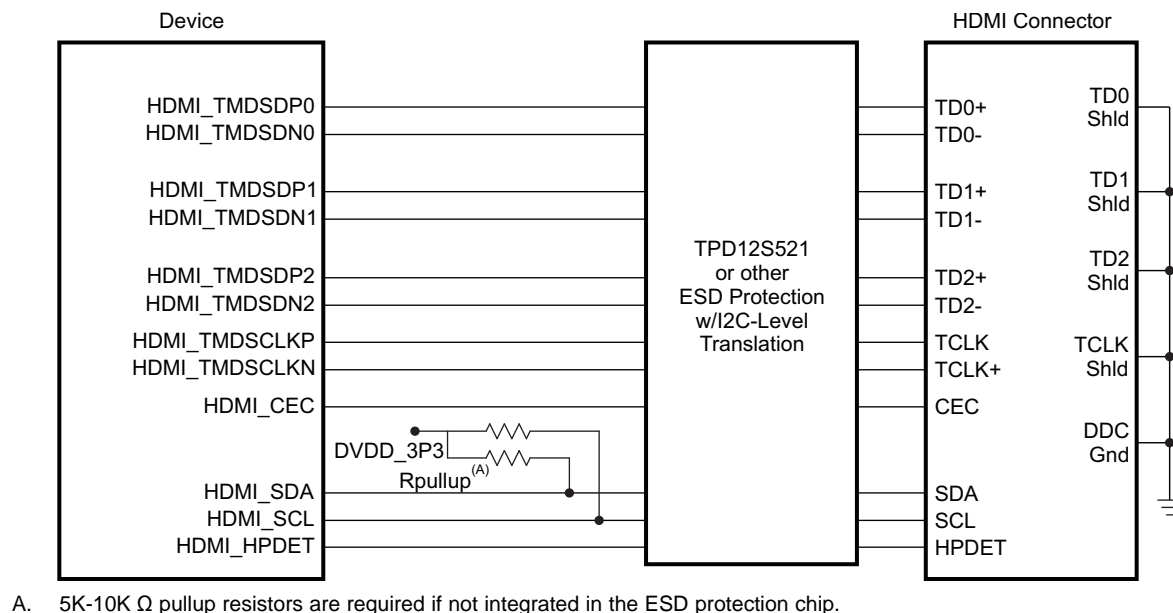 Device
HDMI Connector
HDMI_TMDSDP0
HDMI_TMDSDN0
HDMI_TMDSDP1
HDMI_TMDSDN1
HDMI_TMDSDP2
HDMI_TMDSDN2
HDMI_TMDSCLKP
HDMI_TMDSCLKN
HDMI_CEC
DVDD_3P3
Rpullup(A)
HDMI_SDA
HDMI_SCL
HDMI_HPDET
TPD12S521
or other
ESD Protection
w/I2C-Level
Translation
TD0+
TD0-
TD1+
TD1-
TD2+
TD2-
TCLK
TCLK+
CEC
SDA
SCL
HPDET
TD0
Shld
TD1
Shld
TD2
Shld
TCLK
Shld
DDC
Gnd
A. 5K-10K Ω pullup resistors are required if not integrated in the ESD protection chip.